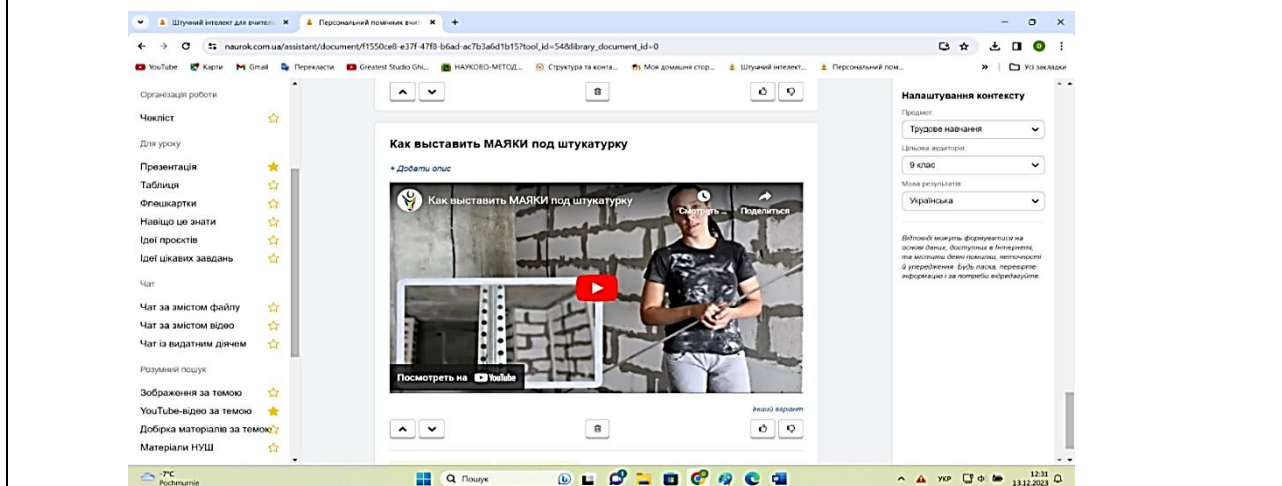 Штучний інтелект для вчителі
Персональний помічник вчит
naurok.com.ua/assistant/document/f1550ce8-e37f-47f8-b6ad-ac7b3a6d1b15?tool_id=54&library_document_id=0
YouTube
Карти
Gmail
Перекласти
Greatest Studio Ghi...
НАУКОВО-МЕТОД...
Структура та конта...
Моя домашня стор...
Штучний інтелект...
Персональний пом...
»
Усі закладки
Організація роботи
Чекліст
Для уроку
Презентація
Таблиця
Флешкартки
Навіщо це знати
Ідеї проєктів
Ідеї цікавих завдань
Чат
Чат за змістом файлу
Чат за змістом відео
Чат із видатним діячем
Розумний пошук
Зображення за темою
YouTube-відео за темою
Добірка матеріалів за темою
Матеріали НУШ
Как выставить МАЯКИ под штукатурку
+ Додати опис
Как выставить МАЯКИ под штукатурку
Смотреть ...
Поделиться
Посмотреть на YouTube
Інший варіант
Налаштування контексту
Предмет:
Трудове навчання
Цільова аудиторія:
9 клас
Мова результатів
Українська
Відповіді можуть формуватися на
основі даних, доступних в Інтернеті,
та містити деякі помилки, неточності
й упередження. Будь ласка, перевірте
інформацію і за потреби відредагуйте.
-7°C
Pochmurnie
Пошук
УКР
12:31
13.12.2023